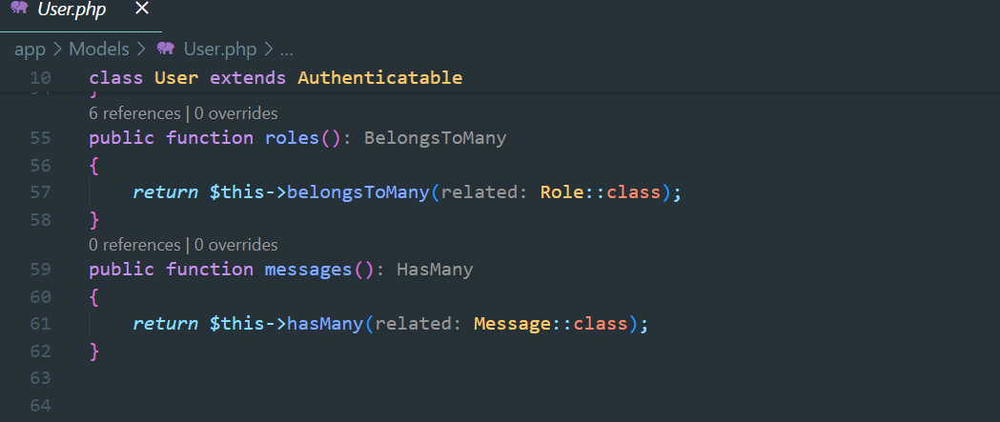 User.php ×
app > Models > User.php > ...
10 class User extends Authenticatable
6 references | 0 overrides
55 public function roles(): BelongsToMany
56 {
57 return $this->belongsToMany(related: Role::class);
58 }
0 references | 0 overrides
59 public function messages(): HasMany
60 {
61 return $this->hasMany(related: Message::class);
62 }
63
64